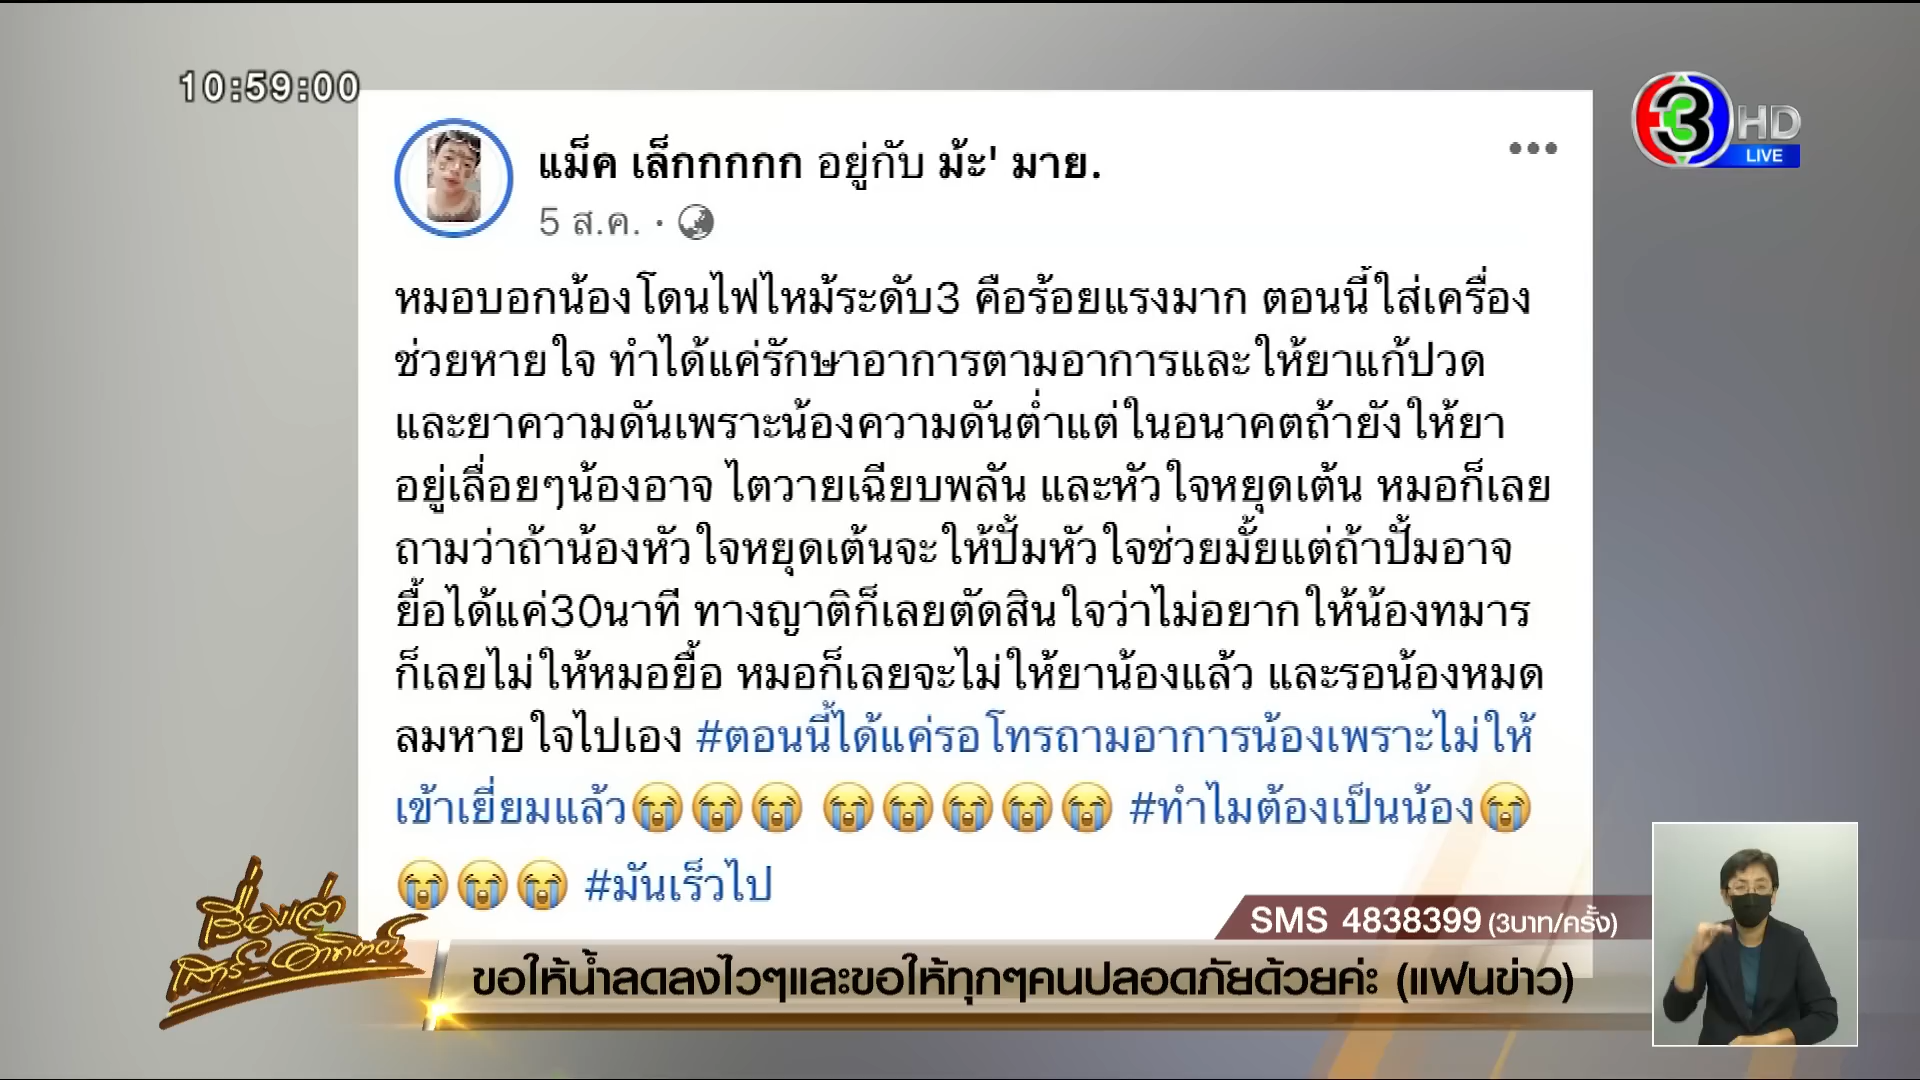 10:59:00
3 HD
LIVE
แม็ค เล็กกกกกก อยู่กับ ม้ะ' มาย.
5 ส.ค. ·
หมอบอกน้องโดนไฟไหม้ระดับ3 คือร้อยแรงมาก ตอนนี้ใส่เครื่อง
ช่วยหายใจ ทำได้แค่รักษาอาการตามอาการและให้ยาแก้ปวด
และยาความดันเพราะน้องความดันต่ำแต่ในอนาคตถ้ายังให้ยา
อยู่เลื่อยๆน้องอาจ ไตวายเฉียบพลัน และหัวใจหยุดเต้น หมอก็เลย
ถามว่าถ้าน้องหัวใจหยุดเต้นจะให้ปั้มหัวใจช่วยมั้ยแต่ถ้าปั้มอาจ
ยื้อได้แค่30นาที ทางญาติก็เลยตัดสินใจว่าไม่อยากให้น้องทมาร
ก็เลยไม่ให้หมอยื้อ หมอก็เลยจะไม่ให้ยาน้องแล้ว และรอน้องหมด
ลมหายใจไปเอง #ตอนนี้ได้แค่รอโทรถามอาการน้องเพราะไม่ให้
เข้าเยี่ยมแล้ว😭😭😭 😭😭😭😭😭 #ทำไมต้องเป็นน้อง😭
😭😭😭 #มันเร็วไป
SMS 4838399 (3บาท/ครั้ง)
เรื่องเล่า
เสาร์-อาทิตย์
ขอให้น้ำลดลงไวๆและขอให้ทุกๆคนปลอดภัยด้วยค่ะ (แฟนข่าว)